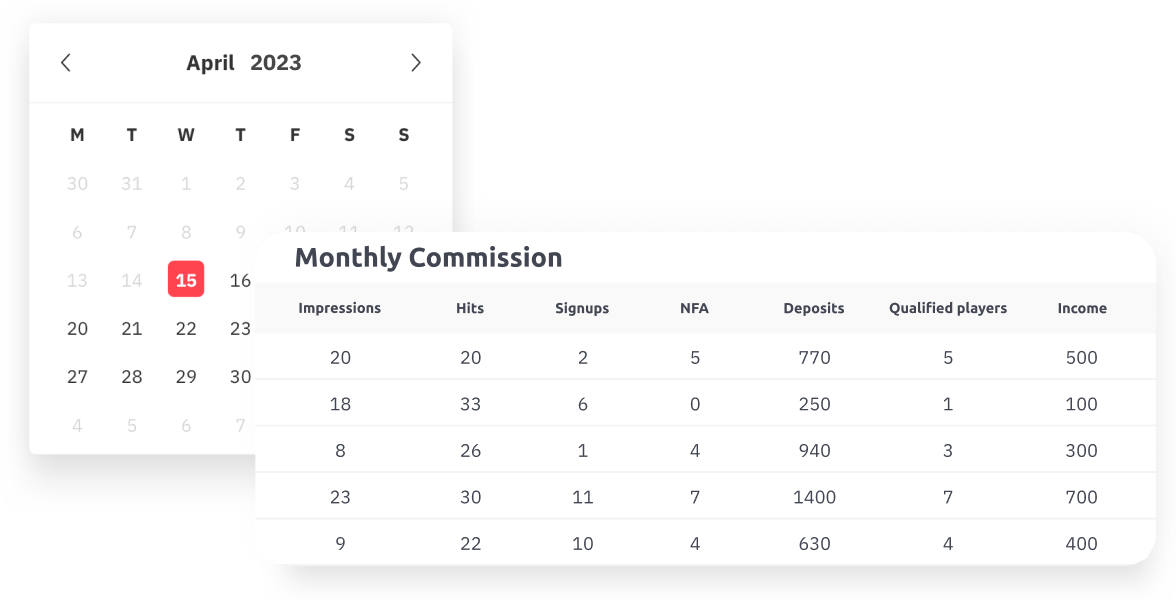 April 2023
M T W T F S S
30 31 1 2 3 4 5
6 7 8 9 10 11 12
13 14 15 16
20 21 22 23
27 28 29 30
4 5 6 7
Monthly Commission
Impressions Hits Signups NFA Deposits Qualified players Income
20 20 2 5 770 5 500
18 33 6 0 250 1 100
8 26 1 4 940 3 300
23 30 11 7 1400 7 700
9 22 10 4 630 4 400